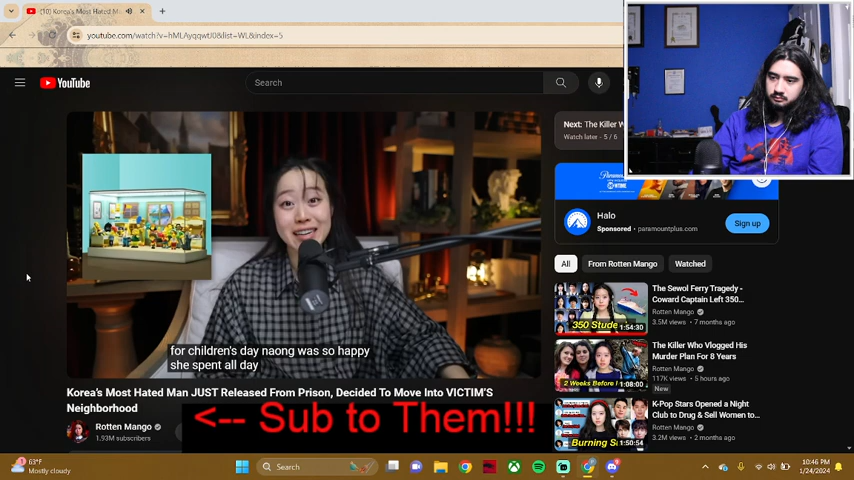 (10) Korea's Most Hated M
youtube.com/watch?v=hMLAyqqwtJ0&list=WL&index=5
YouTube
Search
Next: The Killer W
Watch later · 5 / 6
Halo
Sponsored · paramountplus.com
Sign up
All
From Rotten Mango
Watched
for children's day naong was so happy
she spent all day
The Sewol Ferry Tragedy -
Coward Captain Left 350...
Rotten Mango
3.5M views · 7 months ago
350 Stude
1:54:30
The Killer Who Vlogged His
Murder Plan For 8 Years
Rotten Mango
117K views · 5 hours ago
New
2 Weeks Before
1:08:00
K-Pop Stars Opened a Night
Club to Drug & Sell Women to...
Rotten Mango
3.2M views · 2 months ago
Burning S
1:50:54
Korea's Most Hated Man JUST Released From Prison, Decided To Move Into VICTIM'S
Neighborhood
Rotten Mango
1.93M subscribers
<-- Sub to Them!!!
63°F
Mostly cloudy
Search
10:46 PM
1/24/2024